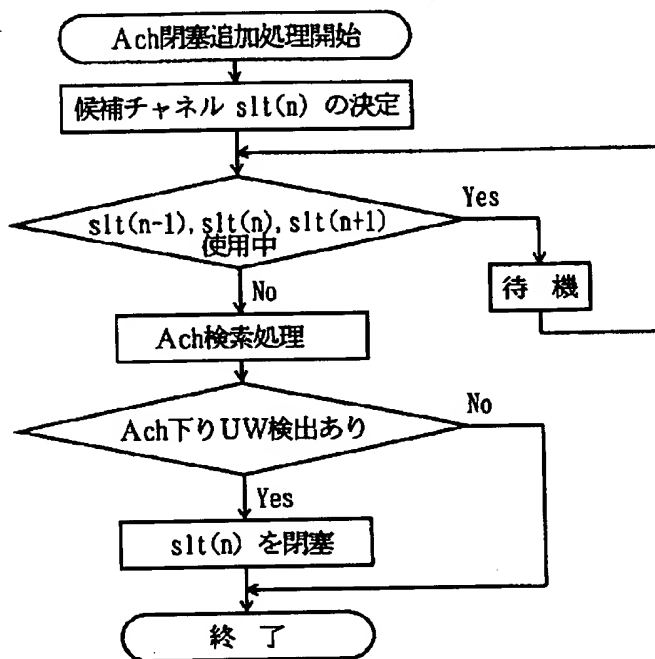 Ach閉塞追加処理開始
候補チャネル slt(n) の決定
slt(n-1), slt(n), slt(n+1)
使用中
Yes
待 機
No
Ach検索処理
Ach下りUW検出あり
No
Yes
slt(n) を閉塞
終 了